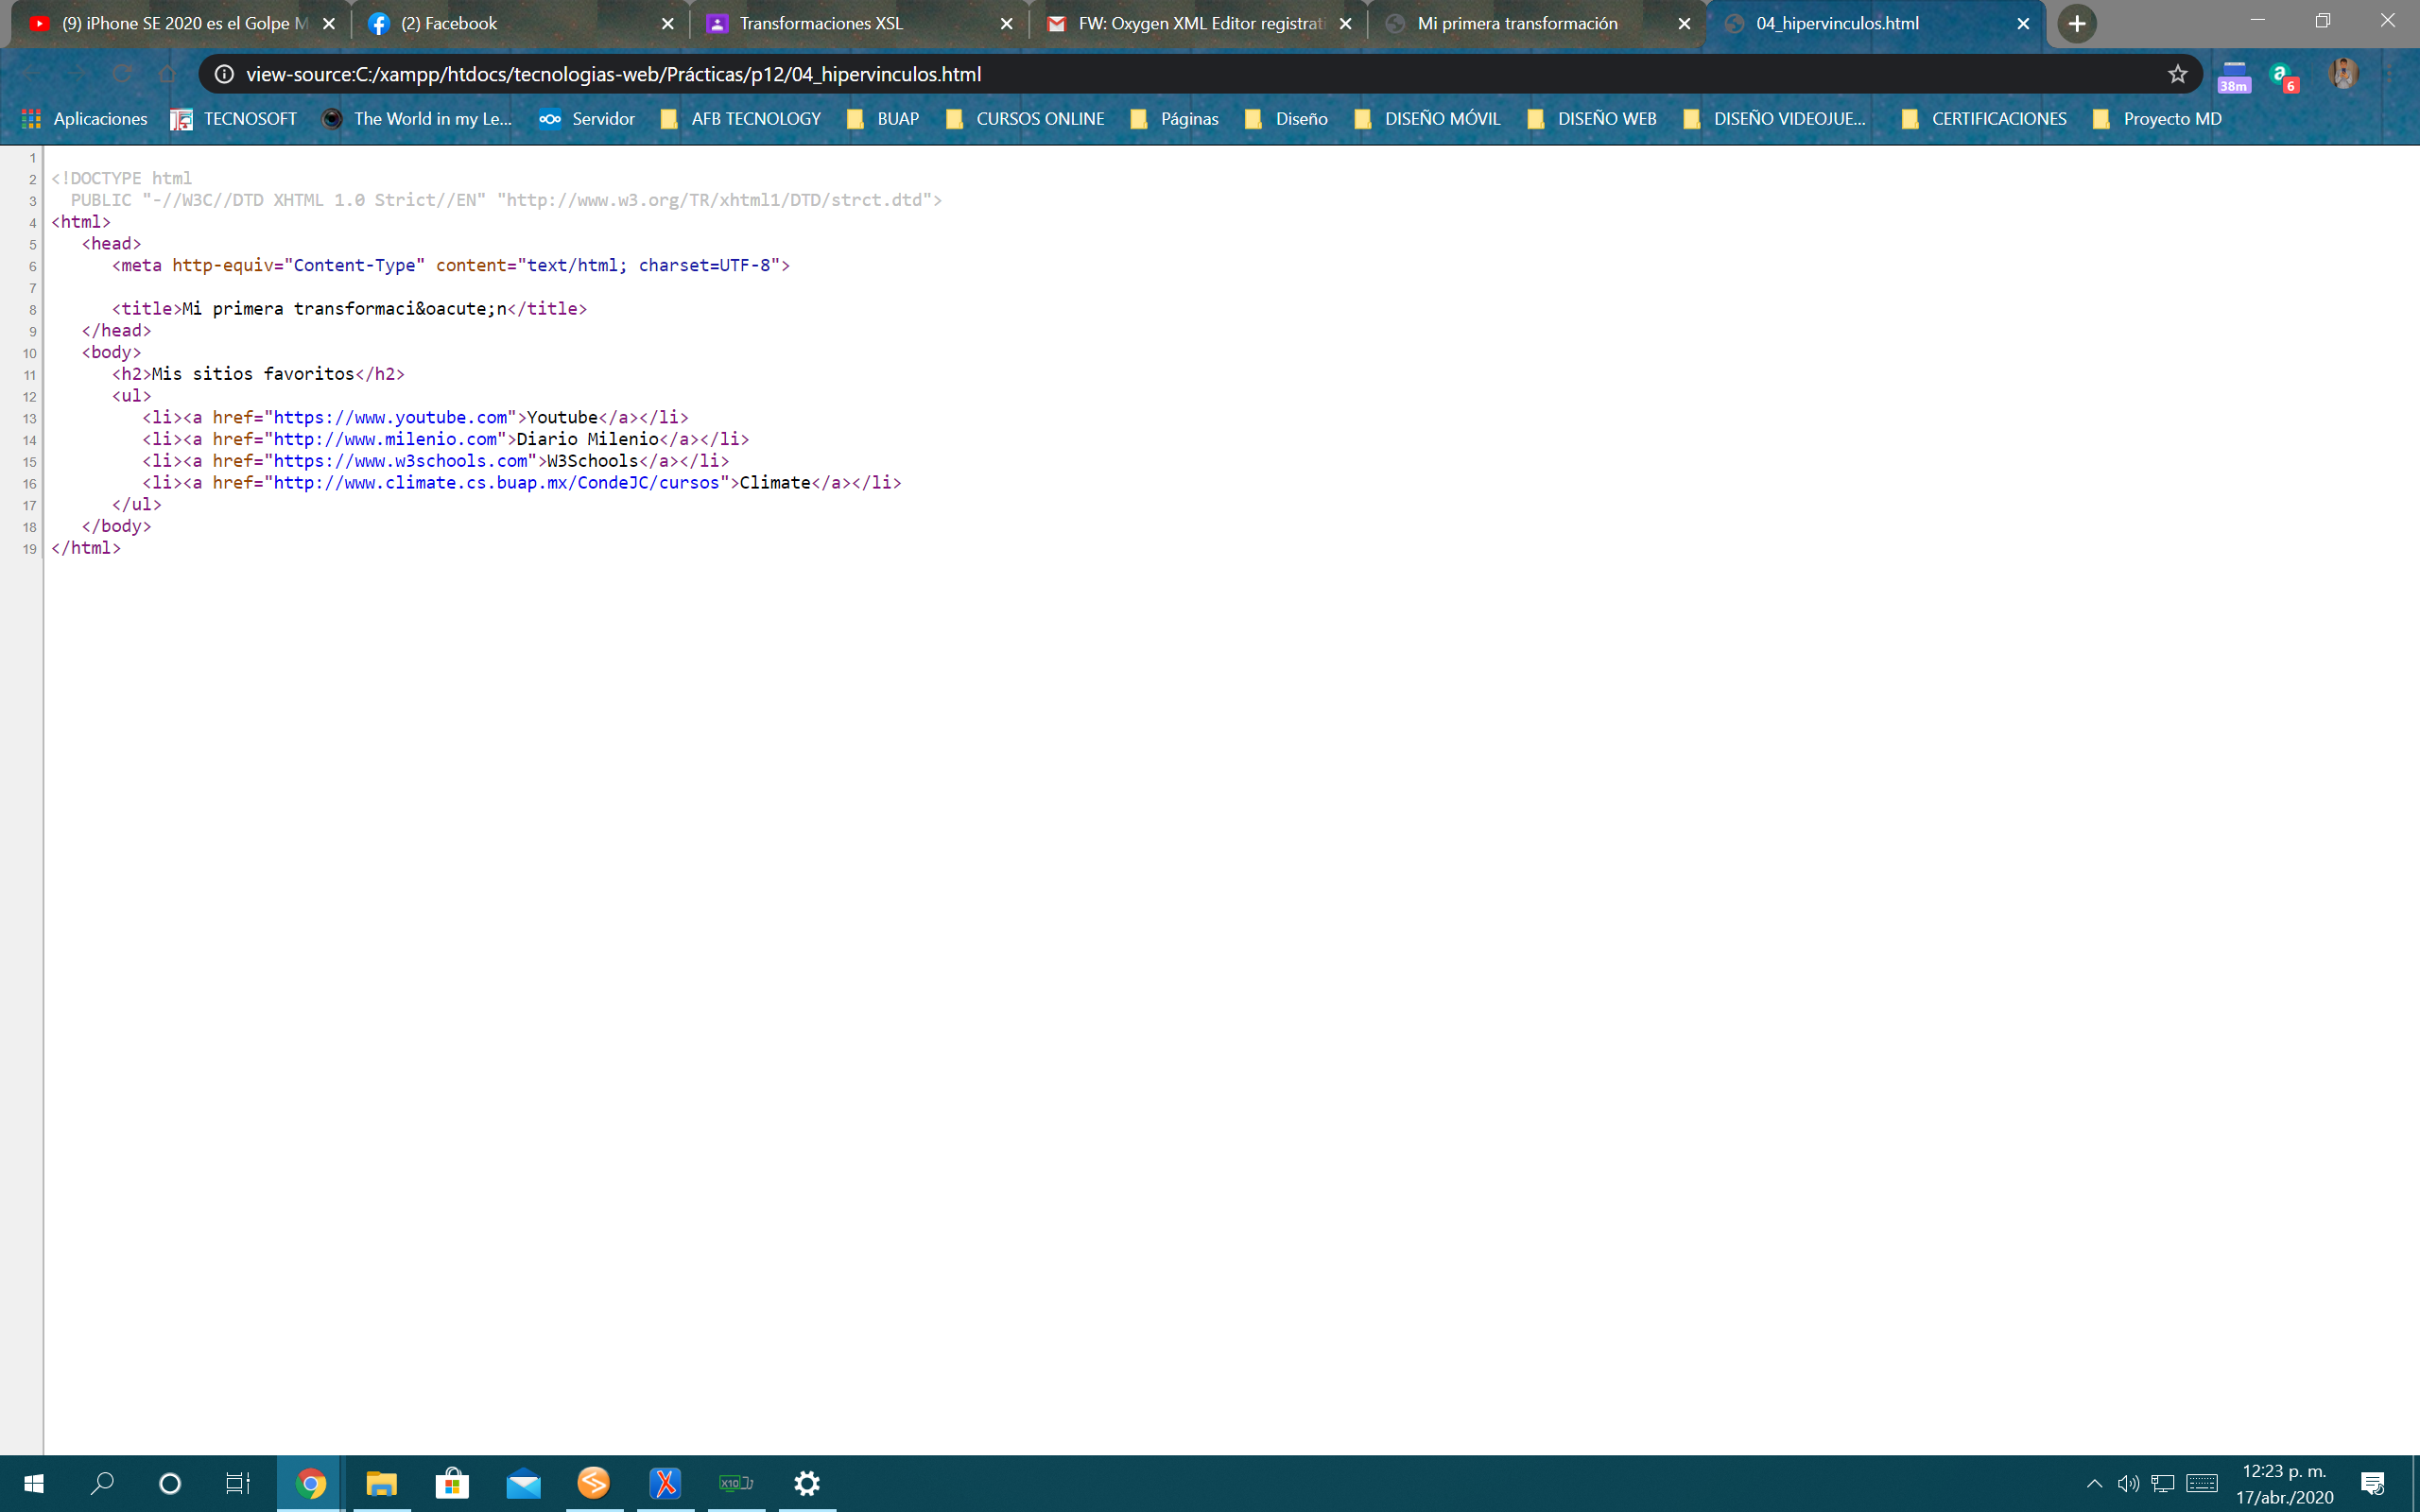 (9) iPhone SE 2020 es el Golpe M
(2) Facebook
Transformaciones XSL
FW: Oxygen XML Editor registrati
Mi primera transformación
04_hipervinculos.html
view-source:C:/xampp/htdocs/tecnologias-web/Prácticas/p12/04_hipervinculos.html
38m
a
6
Aplicaciones
TECNOSOFT
The World in my Le...
Servidor
AFB TECNOLOGY
BUAP
CURSOS ONLINE
Páginas
Diseño
DISEÑO MÓVIL
DISEÑO WEB
DISEÑO VIDEOJUE...
CERTIFICACIONES
Proyecto MD
1
2 <!DOCTYPE html
3   PUBLIC "-//W3C//DTD XHTML 1.0 Strict//EN" "http://www.w3.org/TR/xhtml1/DTD/strct.dtd">
4 <html>
5    <head>
6       <meta http-equiv="Content-Type" content="text/html; charset=UTF-8">
7
8       <title>Mi primera transformaci&oacute;n</title>
9    </head>
10    <body>
11       <h2>Mis sitios favoritos</h2>
12       <ul>
13          <li><a href="https://www.youtube.com">Youtube</a></li>
14          <li><a href="http://www.milenio.com">Diario Milenio</a></li>
15          <li><a href="https://www.w3schools.com">W3Schools</a></li>
16          <li><a href="http://www.climate.cs.buap.mx/CondeJC/cursos">Climate</a></li>
17       </ul>
18    </body>
19 </html>
X10
12:23 p. m.
17/abr./2020